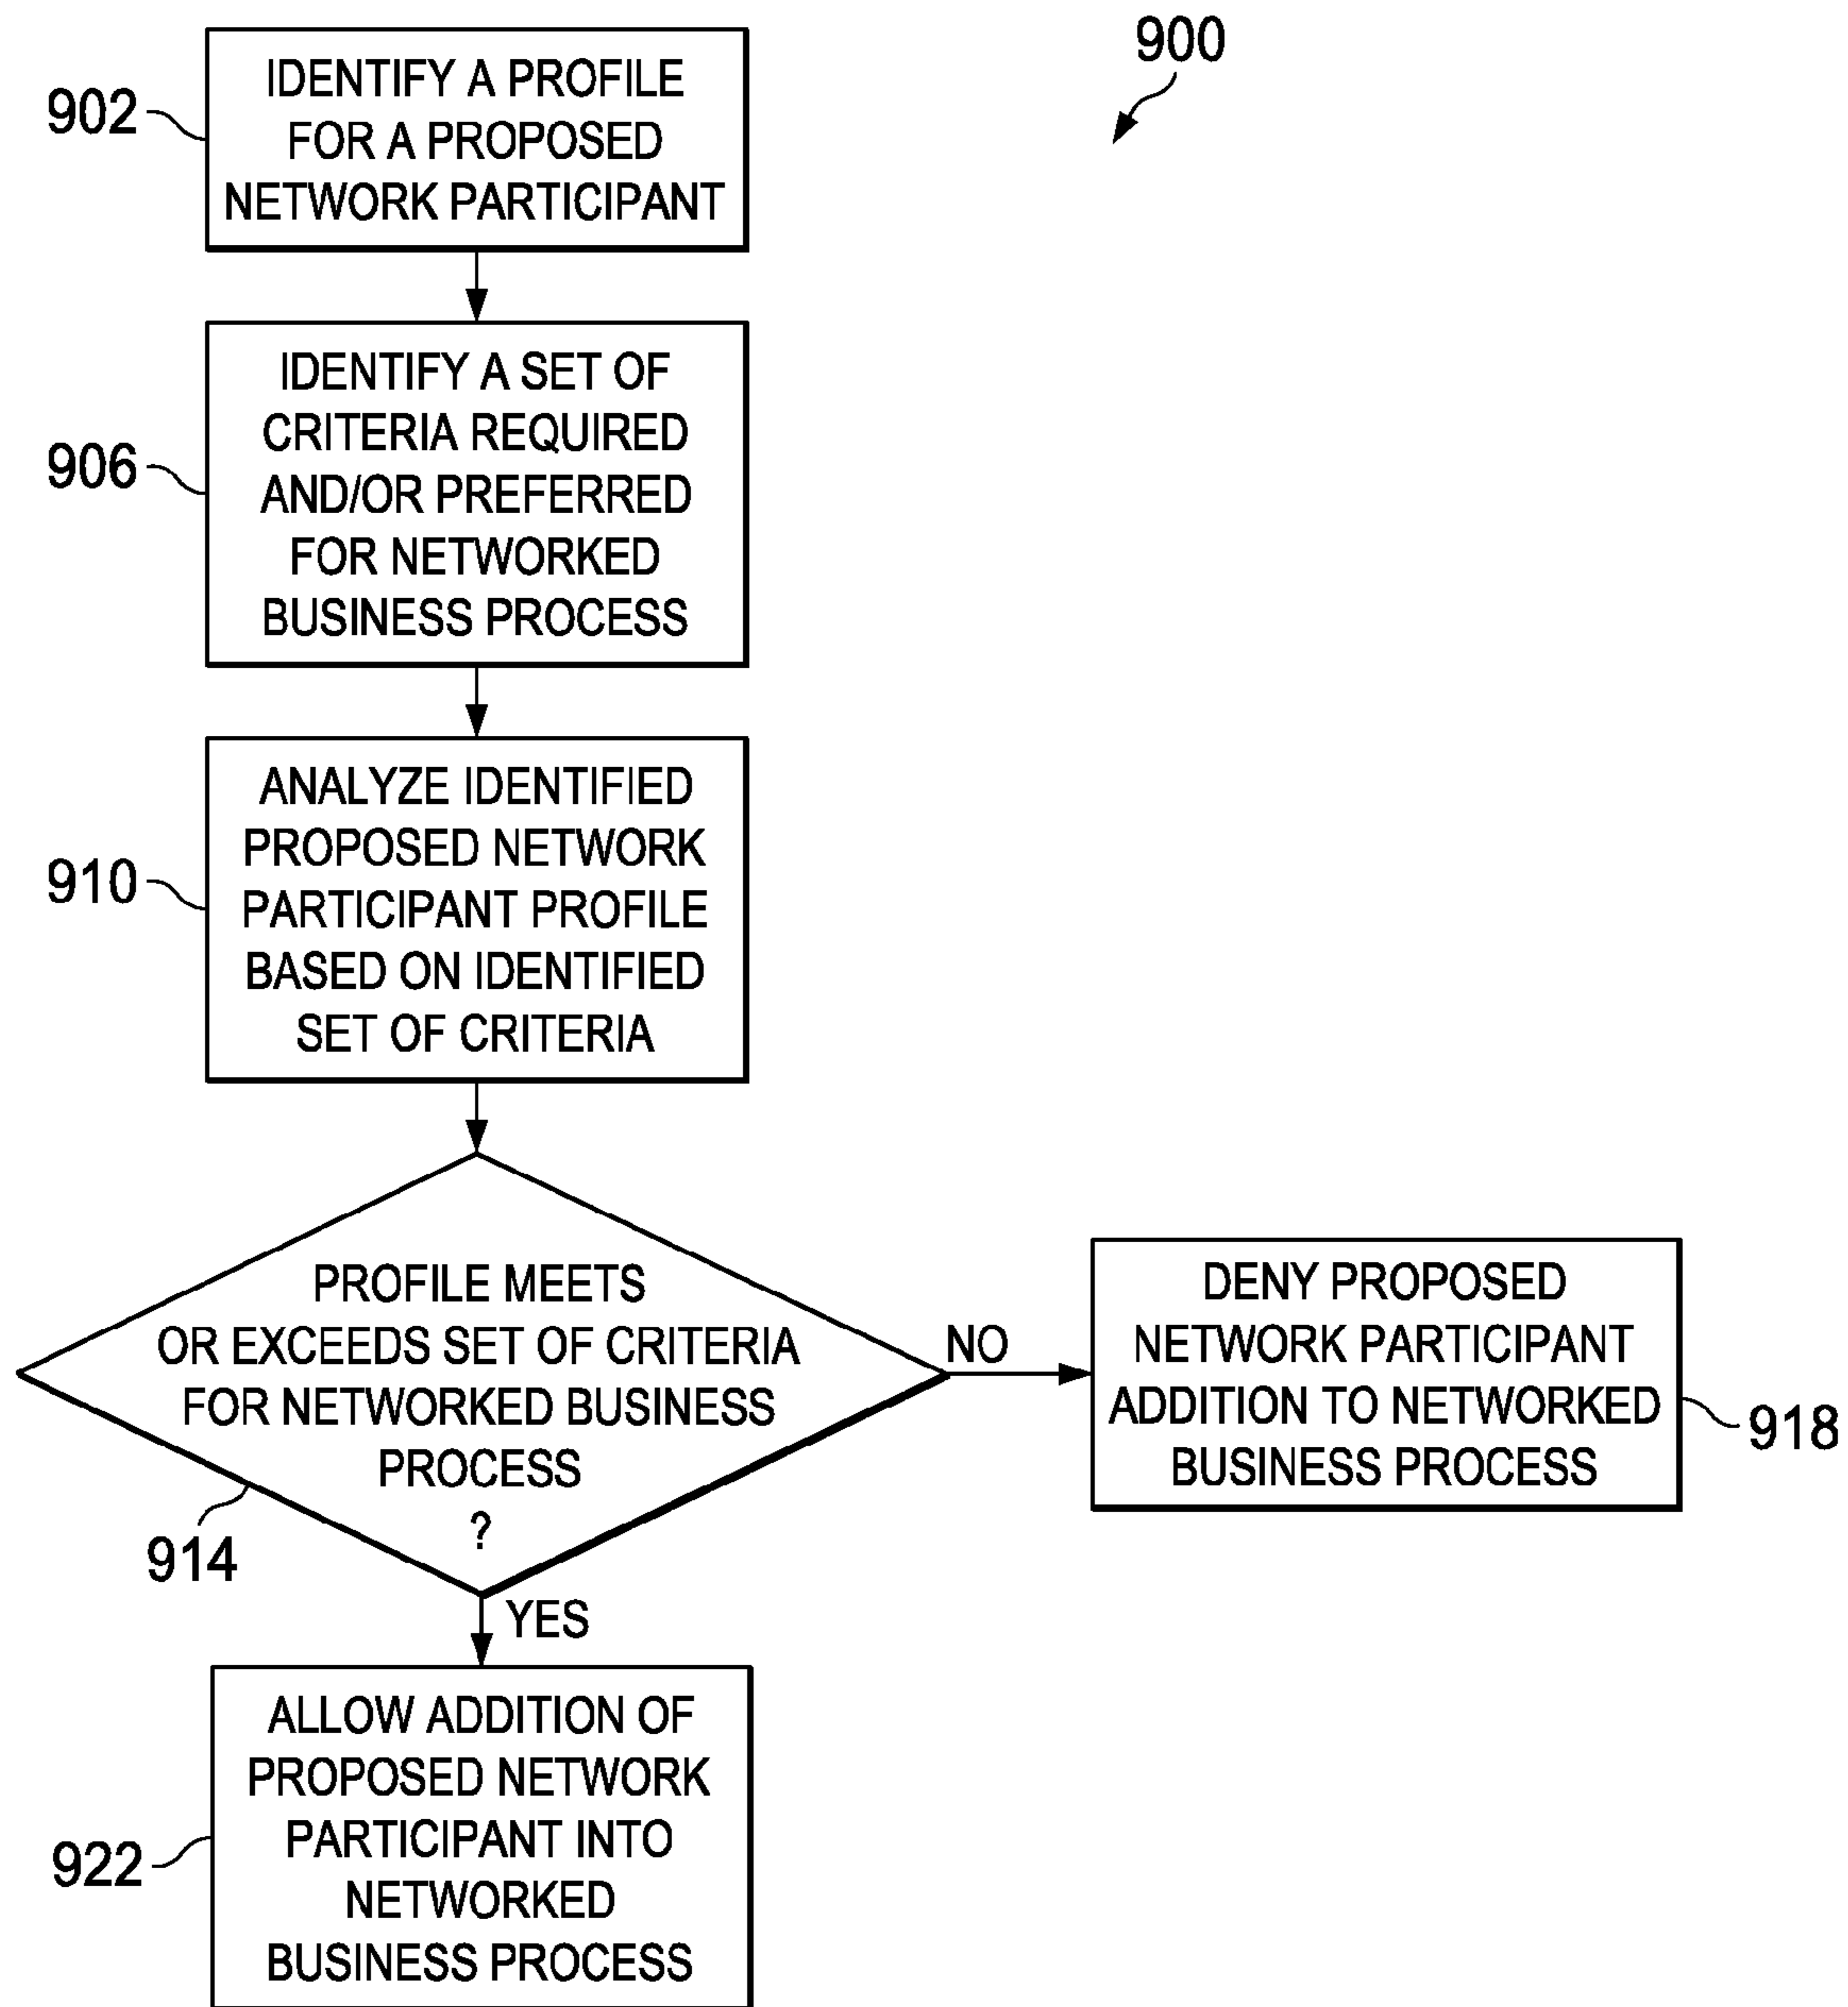 900
902
IDENTIFY A PROFILE
FOR A PROPOSED
NETWORK PARTICIPANT
906
IDENTIFY A SET OF
CRITERIA REQUIRED
AND/OR PREFERRED
FOR NETWORKED
BUSINESS PROCESS
910
ANALYZE IDENTIFIED
PROPOSED NETWORK
PARTICIPANT PROFILE
BASED ON IDENTIFIED
SET OF CRITERIA
914
PROFILE MEETS
OR EXCEEDS SET OF CRITERIA
FOR NETWORKED BUSINESS
PROCESS
?
NO
DENY PROPOSED
NETWORK PARTICIPANT
ADDITION TO NETWORKED
BUSINESS PROCESS
918
YES
922
ALLOW ADDITION OF
PROPOSED NETWORK
PARTICIPANT INTO
NETWORKED
BUSINESS PROCESS